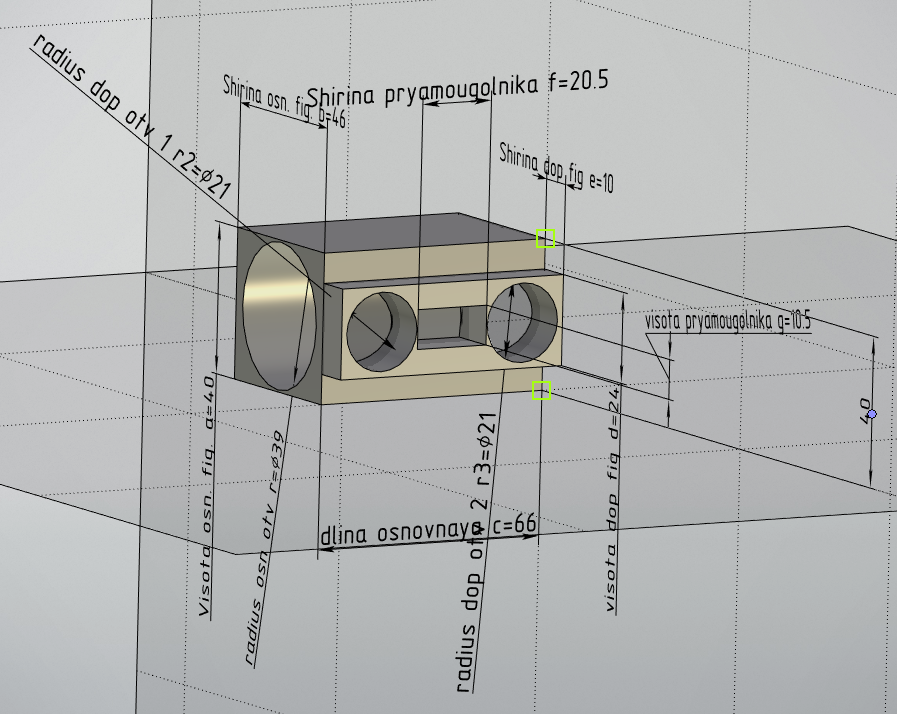 radius dop otv 1 r2=⌀21
Shirina osn. fig. b=46
Shirina pryamougolnika f=20.5
Shirina dop fig e=10
visota pryamougolnika g=10.5
Visota osn. fig. a=40
radius osn otv r=⌀39
dlina osnovnaya c=66
radius dop otv 2 r3=⌀21
visota dop fig d=24
40